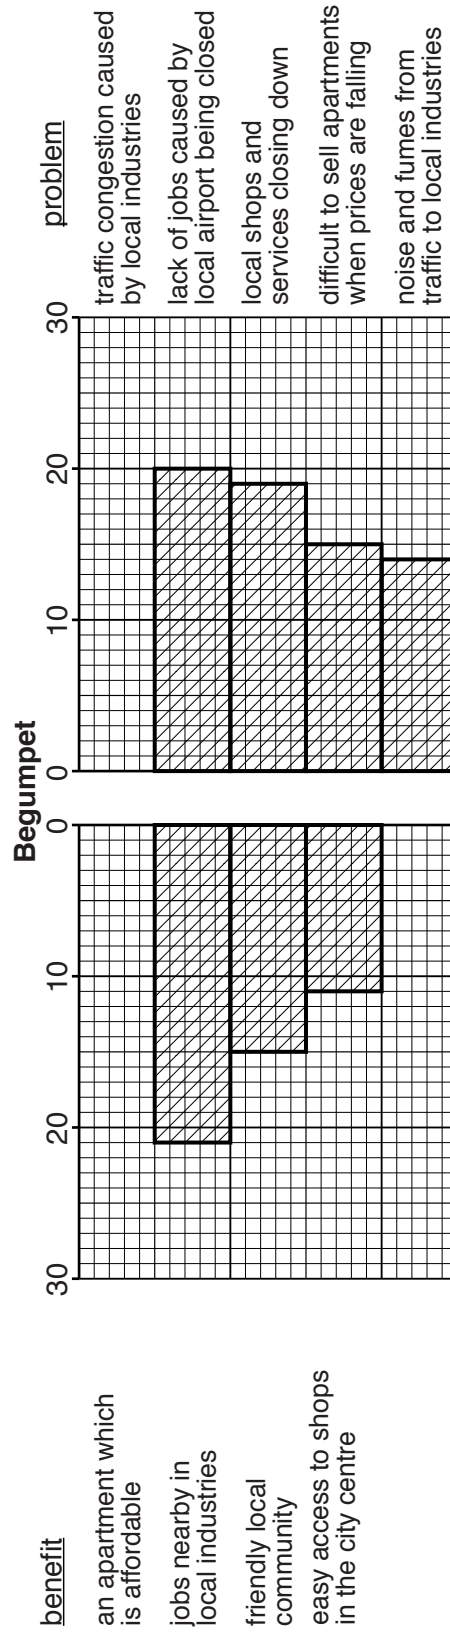 Begumpet
benefit
problem
30
20
10
0
0
10
20
30
an apartment which
is affordable
traffic congestion caused
by local industries
jobs nearby in
local industries
lack of jobs caused by
local airport being closed
friendly local
community
local shops and
services closing down
easy access to shops
in the city centre
difficult to sell apartments
when prices are falling
noise and fumes from
traffic to local industries